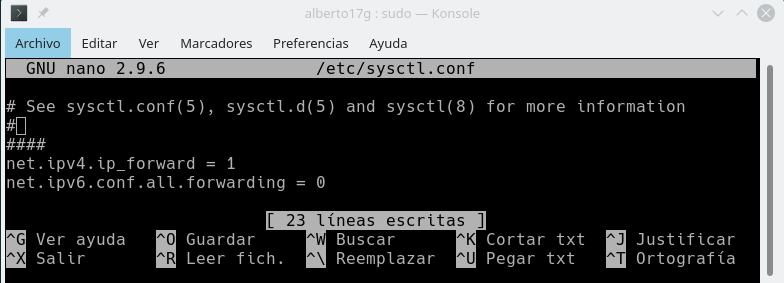 alberto17g : sudo — Konsole
Archivo Editar Ver Marcadores Preferencias Ayuda
GNU nano 2.9.6 /etc/sysctl.conf
# See sysctl.conf(5), sysctl.d(5) and sysctl(8) for more information
#
####
net.ipv4.ip_forward = 1
net.ipv6.conf.all.forwarding = 0
[ 23 líneas escritas ]
^G Ver ayuda ^O Guardar ^W Buscar ^K Cortar txt ^J Justificar
^X Salir ^R Leer fich. ^\ Reemplazar ^U Pegar txt ^T Ortografía